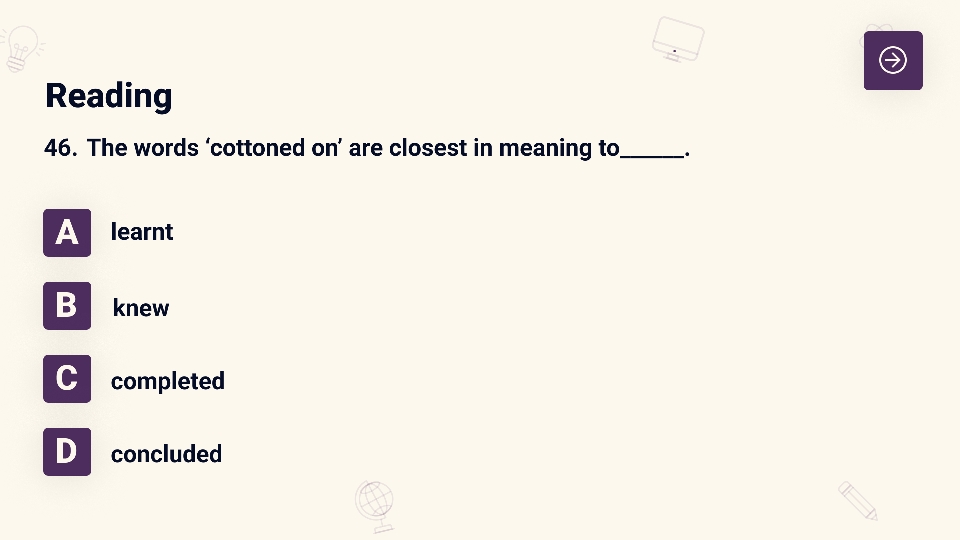 Reading
46. The words ‘cottoned on’ are closest in meaning to______.
A learnt
B knew
C completed
D concluded